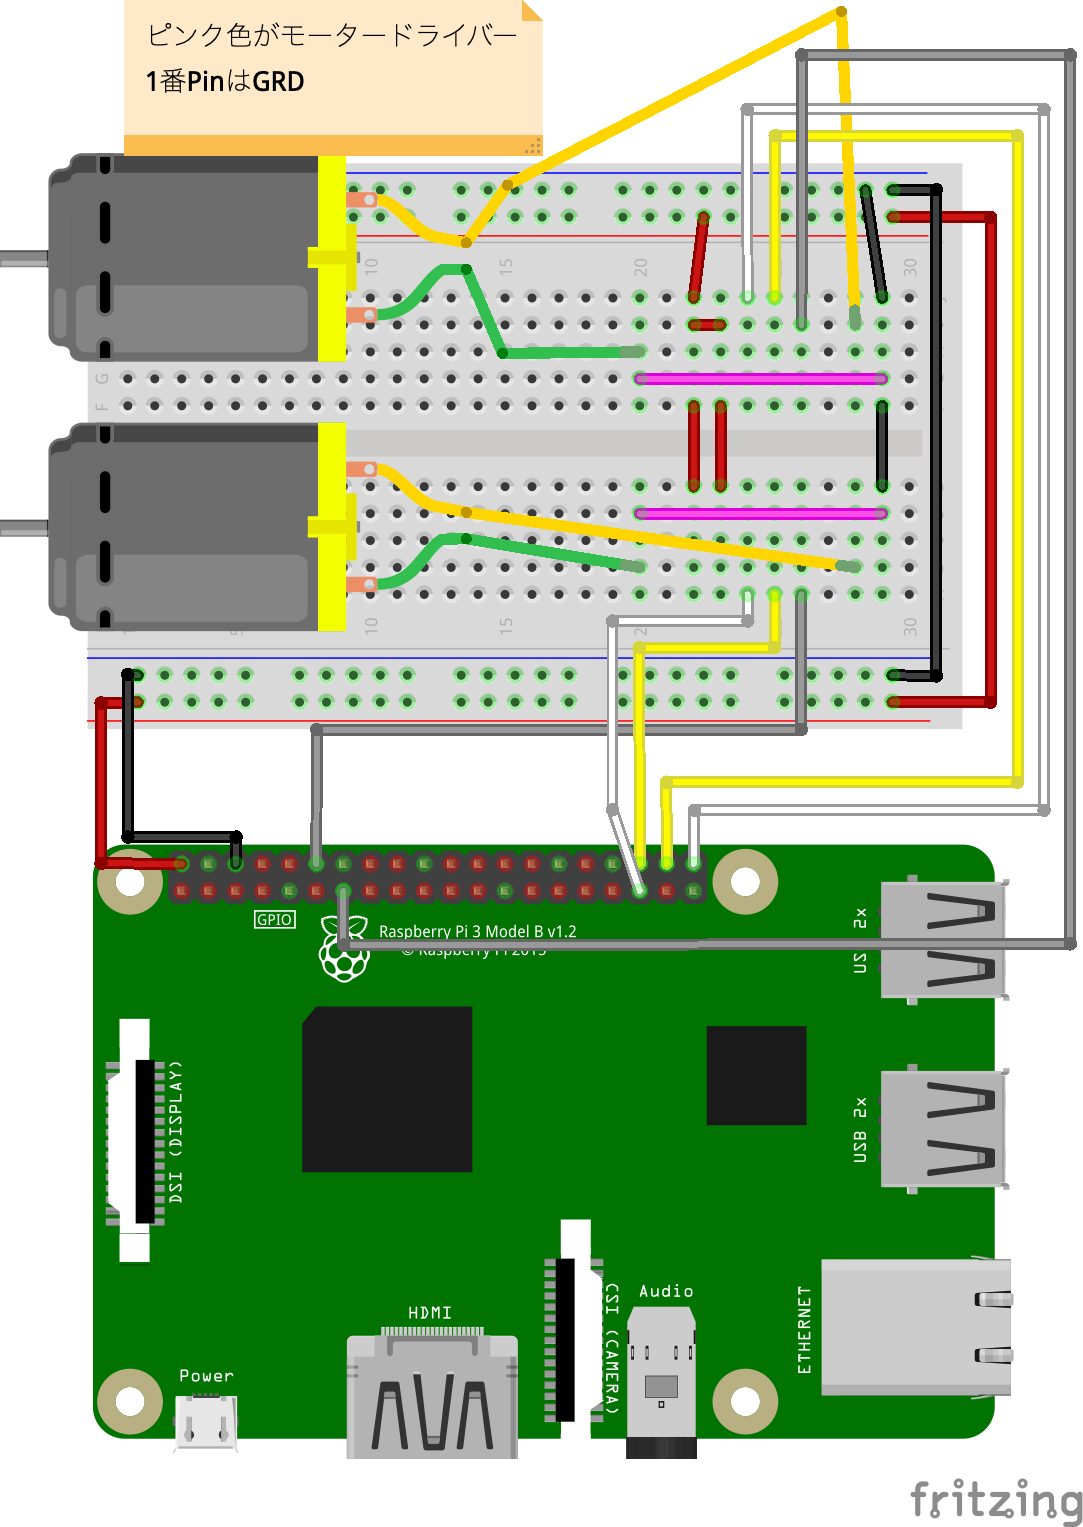 ピンク色がモータードライバー
1番PinはGRD
10
15
20
30
G
F
10
15
2
30
GPIO
Raspberry Pi 3 Model B v1.2
© Raspberry Pi 2015
USB 2x
USB 2x
DSI (DISPLAY)
ETHERNET
CSI (CAMERA)
Audio
HDMI
Power
fritzing